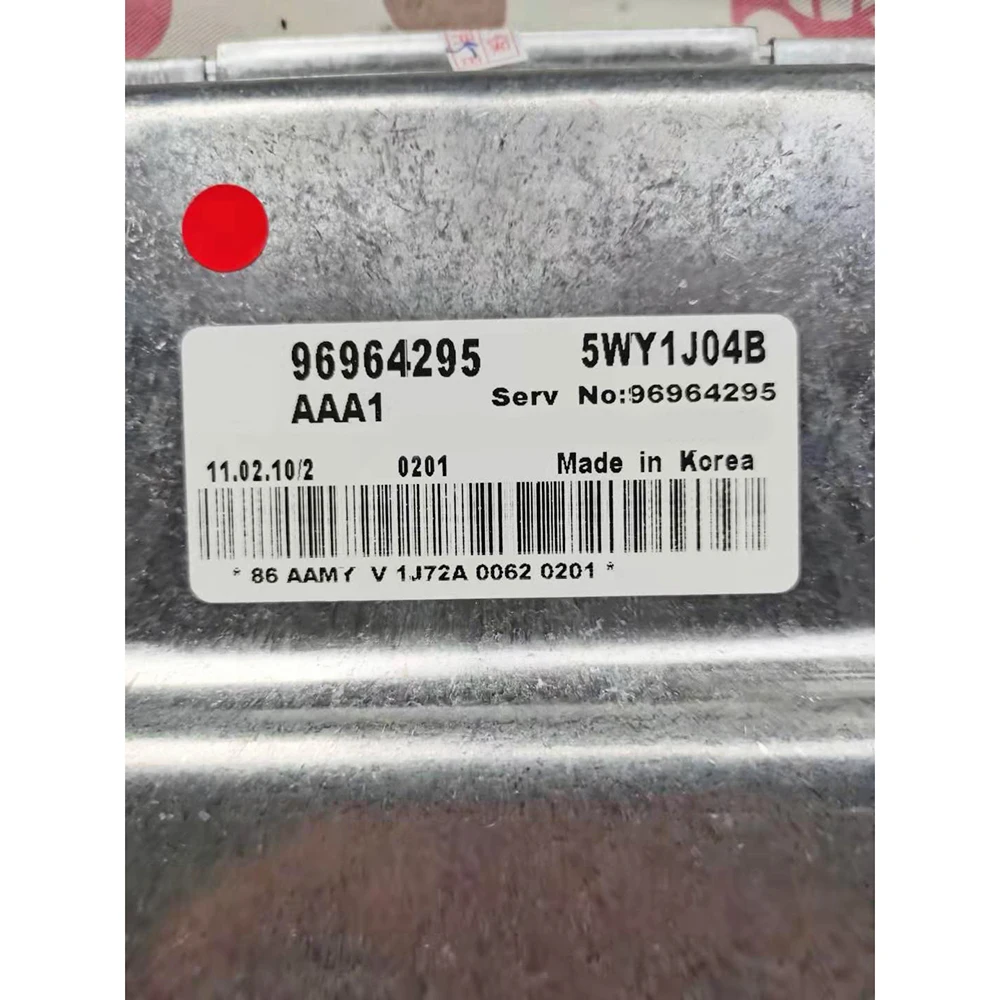 96964295 5WY1J04B
AAA1 Serv No:96964295
11.02.10/2 0201 Made in Korea
* 86 AAMY V 1J72A 0062 0201 *